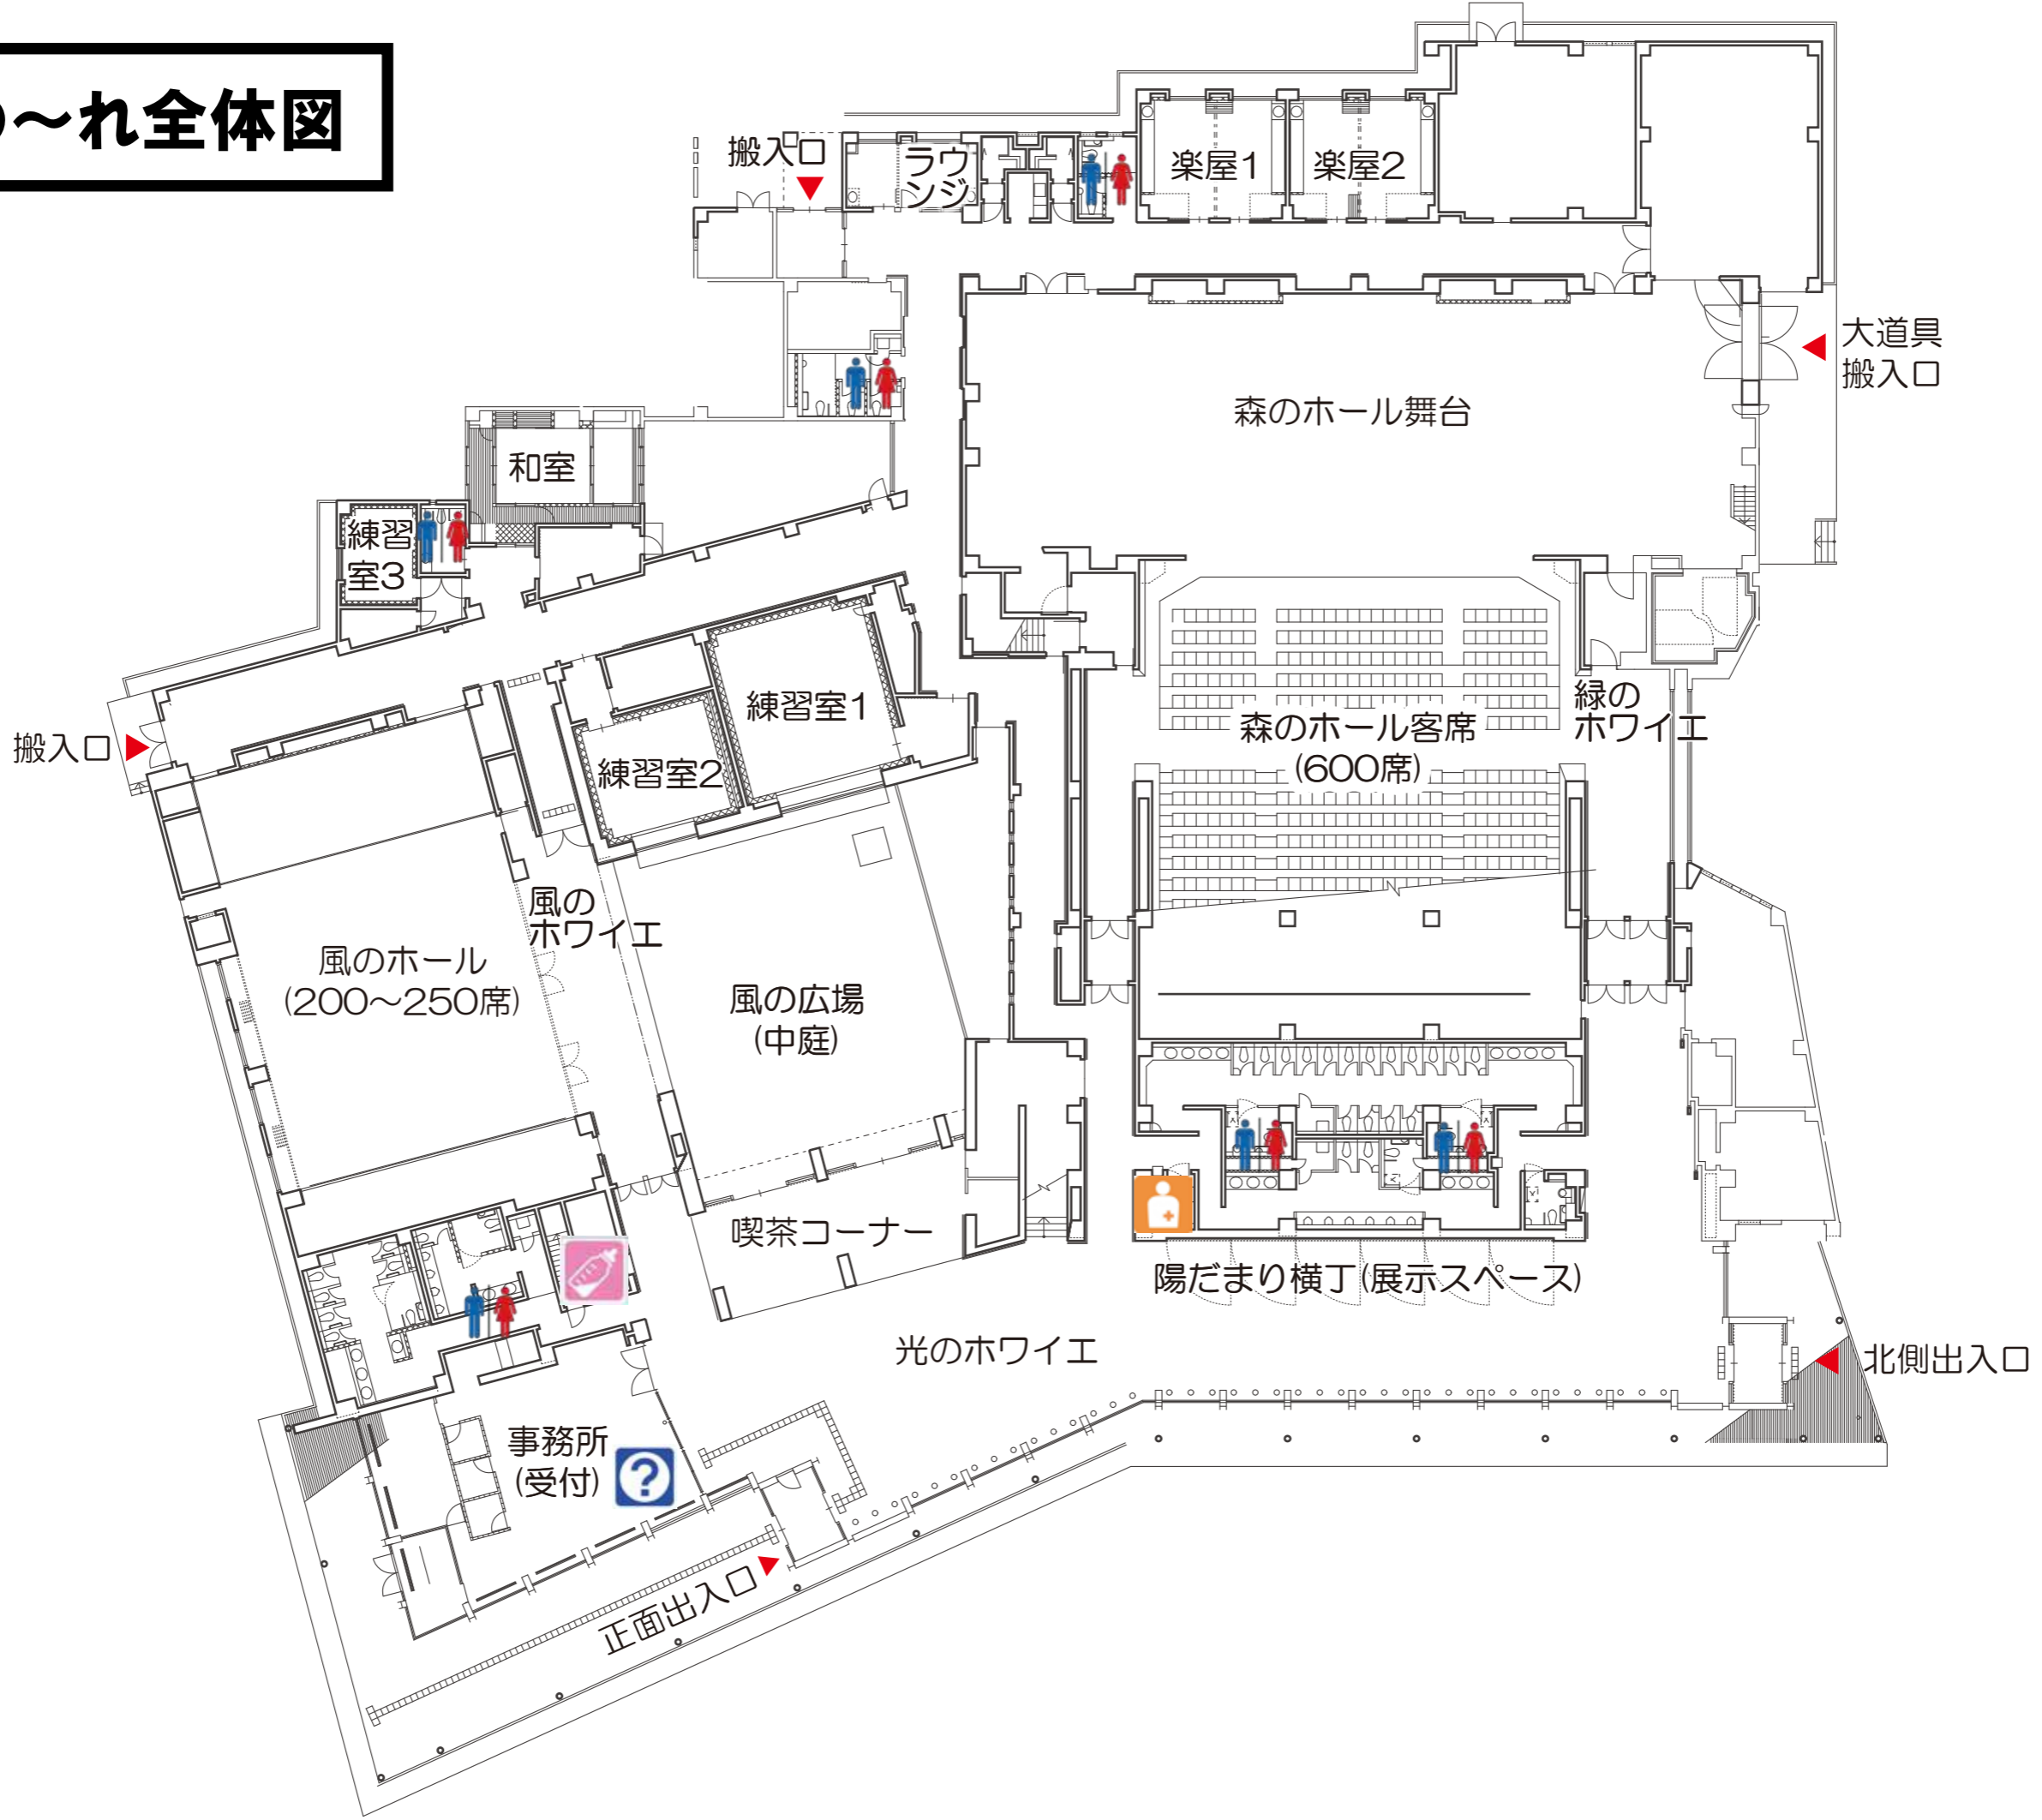 ～れ全体図
搬入口
ラウ
ンジ
楽屋1
楽屋2
大道具
搬入口
森のホール舞台
和室
練習
室3
緑の
ホワイエ
練習室1
森のホール客席
(600席)
搬入口
練習室2
風の
ホワイエ
風のホール
(200～250席)
風の広場
(中庭)
喫茶コーナー
陽だまり横丁(展示スペース)
光のホワイエ
北側出入口
事務所
(受付)
?
正面出入口